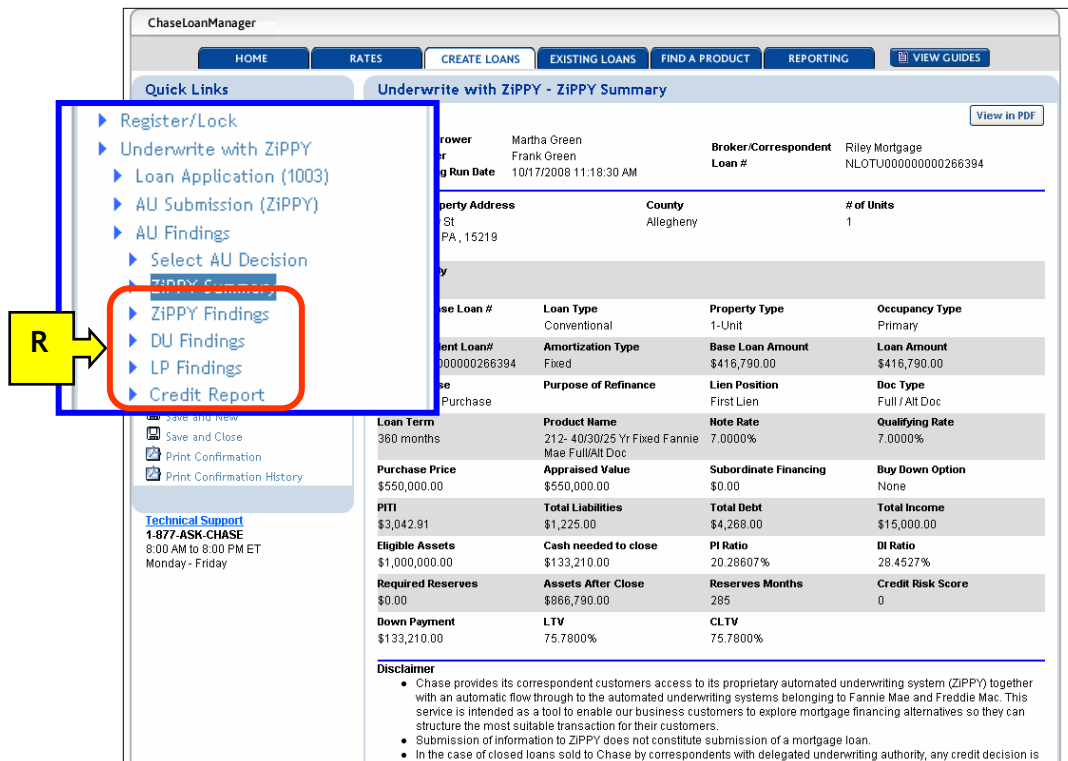 ChaseLoanManager
HOME RATES CREATE LOANS EXISTING LOANS FIND A PRODUCT REPORTING VIEW GUIDES
Quick Links
Register/Lock
Underwrite with ZiPPY
Loan Application (1003)
AU Submission (ZiPPY)
AU Findings
Select AU Decision
ZiPPY Summary
ZiPPY Findings
DU Findings
LP Findings
Credit Report
R
Save and New
Save and Close
Print Confirmation
Print Confirmation History
Technical Support
1-877-ASK-CHASE
8:00 AM to 8:00 PM ET
Monday - Friday
Underwrite with ZiPPY - ZiPPY Summary
View in PDF
rower Martha Green Broker/Correspondent Riley Mortgage
r Frank Green Loan # NLOTU000000000266394
g Run Date 10/17/2008 11:18:30 AM
perty Address County # of Units
St Allegheny 1
PA , 15219
y
se Loan # Loan Type Property Type Occupancy Type
Conventional 1-Unit Primary
ent Loan# Amortization Type Base Loan Amount Loan Amount
00000266394 Fixed $416,790.00 $416,790.00
se Purpose of Refinance Lien Position Doc Type
Purchase First Lien Full / Alt Doc
Loan Term Product Name Note Rate Qualifying Rate
360 months 212- 40/30/25 Yr Fixed Fannie 7.0000% 7.0000%
Mae Full/Alt Doc
Purchase Price Appraised Value Subordinate Financing Buy Down Option
$550,000.00 $550,000.00 $0.00 None
PITI Total Liabilities Total Debt Total Income
$3,042.91 $1,225.00 $4,268.00 $15,000.00
Eligible Assets Cash needed to close PI Ratio DI Ratio
$1,000,000.00 $133,210.00 20.28607% 28.4527%
Required Reserves Assets After Close Reserves Months Credit Risk Score
$0.00 $866,790.00 285 0
Down Payment LTV CLTV
$133,210.00 75.7800% 75.7800%
Disclaimer
Chase provides its correspondent customers access to its proprietary automated underwriting system (ZiPPY) together
with an automatic flow through to the automated underwriting systems belonging to Fannie Mae and Freddie Mac. This
service is intended as a tool to enable our business customers to explore mortgage financing alternatives so they can
structure the most suitable transaction for their customers.
Submission of information to ZiPPY does not constitute submission of a mortgage loan.
In the case of closed loans sold to Chase by correspondents with delegated underwriting authority, any credit decision is